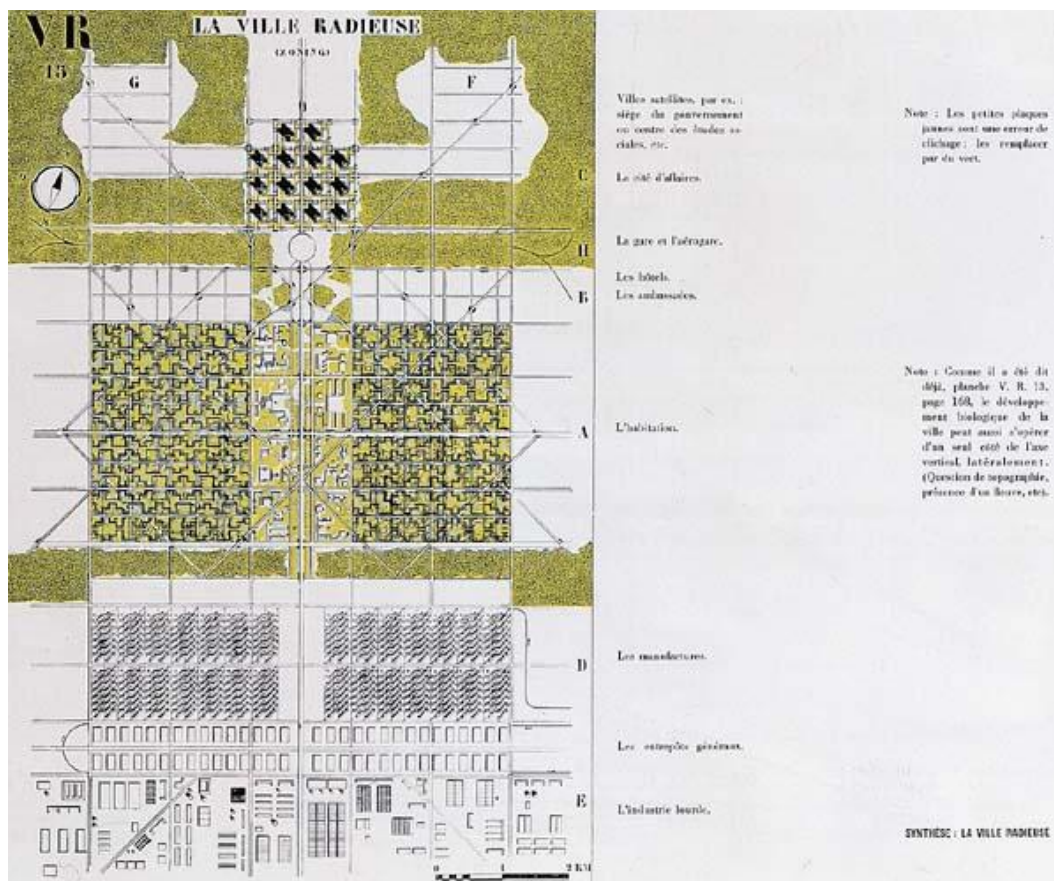 VR
LA VILLE RADIEUSE
(ZONING)
15
G
F
Villes satellites, par ex. :
siège du gouvernement
ou centre des études so-
ciales, etc.
Note : Les petites plaques
jaunes sont une erreur de
clichage ; les remplacer
par du vert.
C
La cité d'affaires.
H
La gare et l'aérogare.
B
Les hôtels.
Les ambassades.
Note : Comme il a été dit
déjà, planche V. R. 13,
page 168, le développe-
ment biologique de la
ville peut aussi s'opérer
d'un seul côté de l'axe
vertical, latéralement.
(Question de topographie,
présence d'un fleuve, etc).
A
L'habitation.
D
Les manufactures.
Les entrepôts généraux.
E
L'industrie lourde.
SYNTHÈSE : LA VILLE RADIEUSE
0 1 2 KM